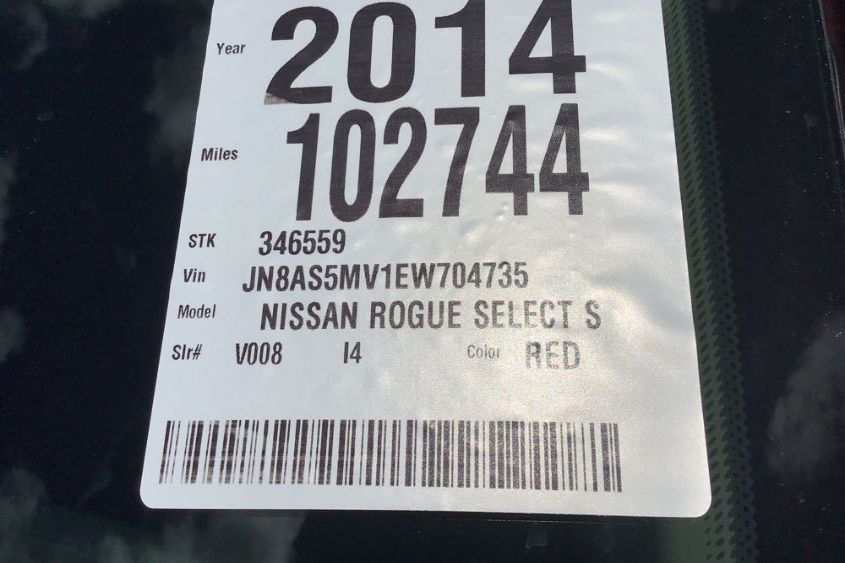 Year 2014
Miles 102744
STK 346559
Vin JN8AS5MV1EW704735
Model NISSAN ROGUE SELECT S
Slr# V008 I4 Color RED